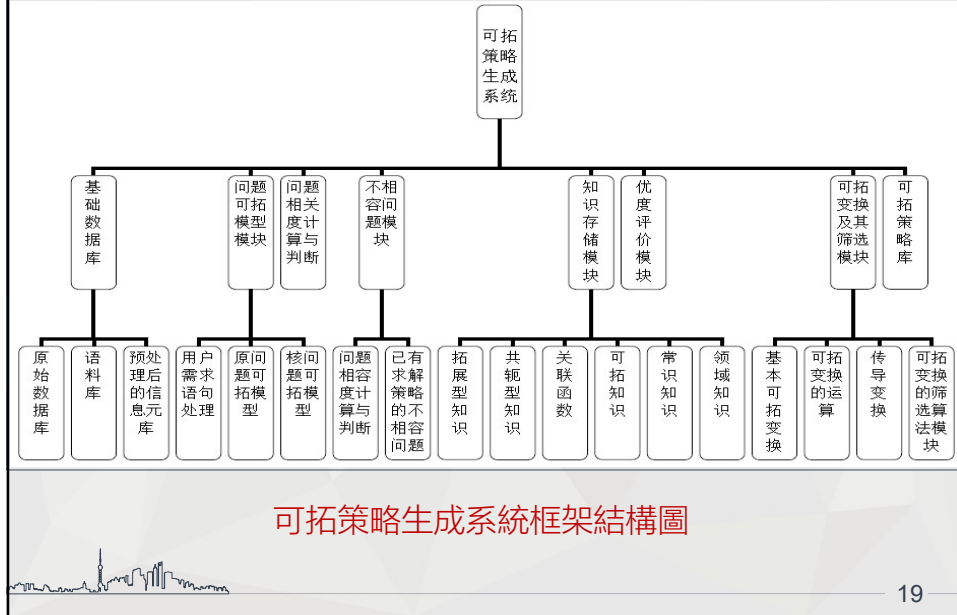 可拓策略生成系统
基础数据库
问题可拓模型模块
问题相关度计算与判断
不相容问题模块
知识存储模块
优度评价模块
可拓变换及其筛选模块
可拓策略库
原始数据库
语料库
预处理后的信息元库
用户需求语句处理
原问题可拓模型
核问题可拓模型
问题相容度计算与判断
已有求解策略的不相容问题
拓展型知识
共轭型知识
关联函数
可拓知识
常识知识
领域知识
基本可拓变换
可拓变换的运算
传导变换
可拓变换的筛选算法模块
可拓策略生成系統框架結構圖
19